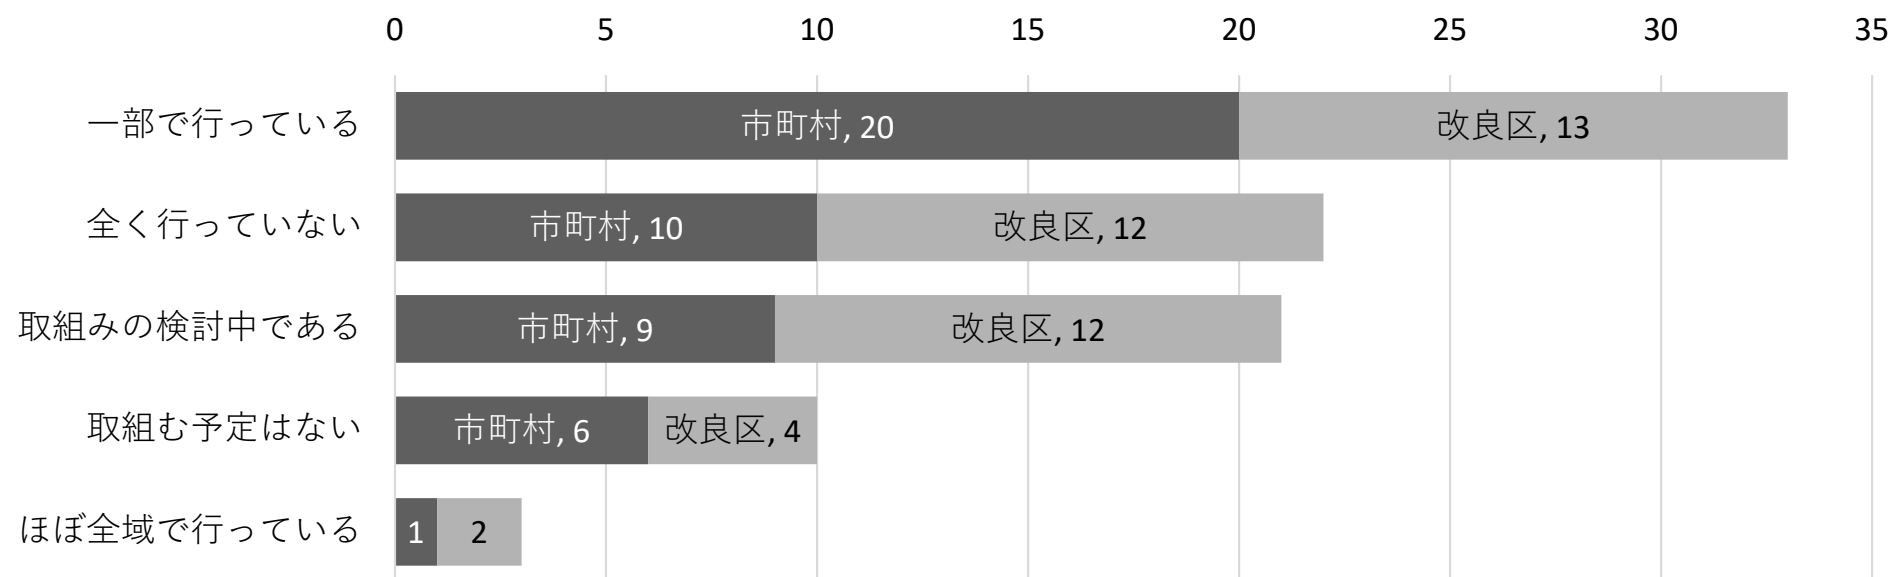 0 5 10 15 20 25 30 35
一部で行っている 市町村, 20 改良区, 13
全く行っていない 市町村, 10 改良区, 12
取組みの検討中である 市町村, 9 改良区, 12
取組む予定はない 市町村, 6 改良区, 4
ほぼ全域で行っている 1 2